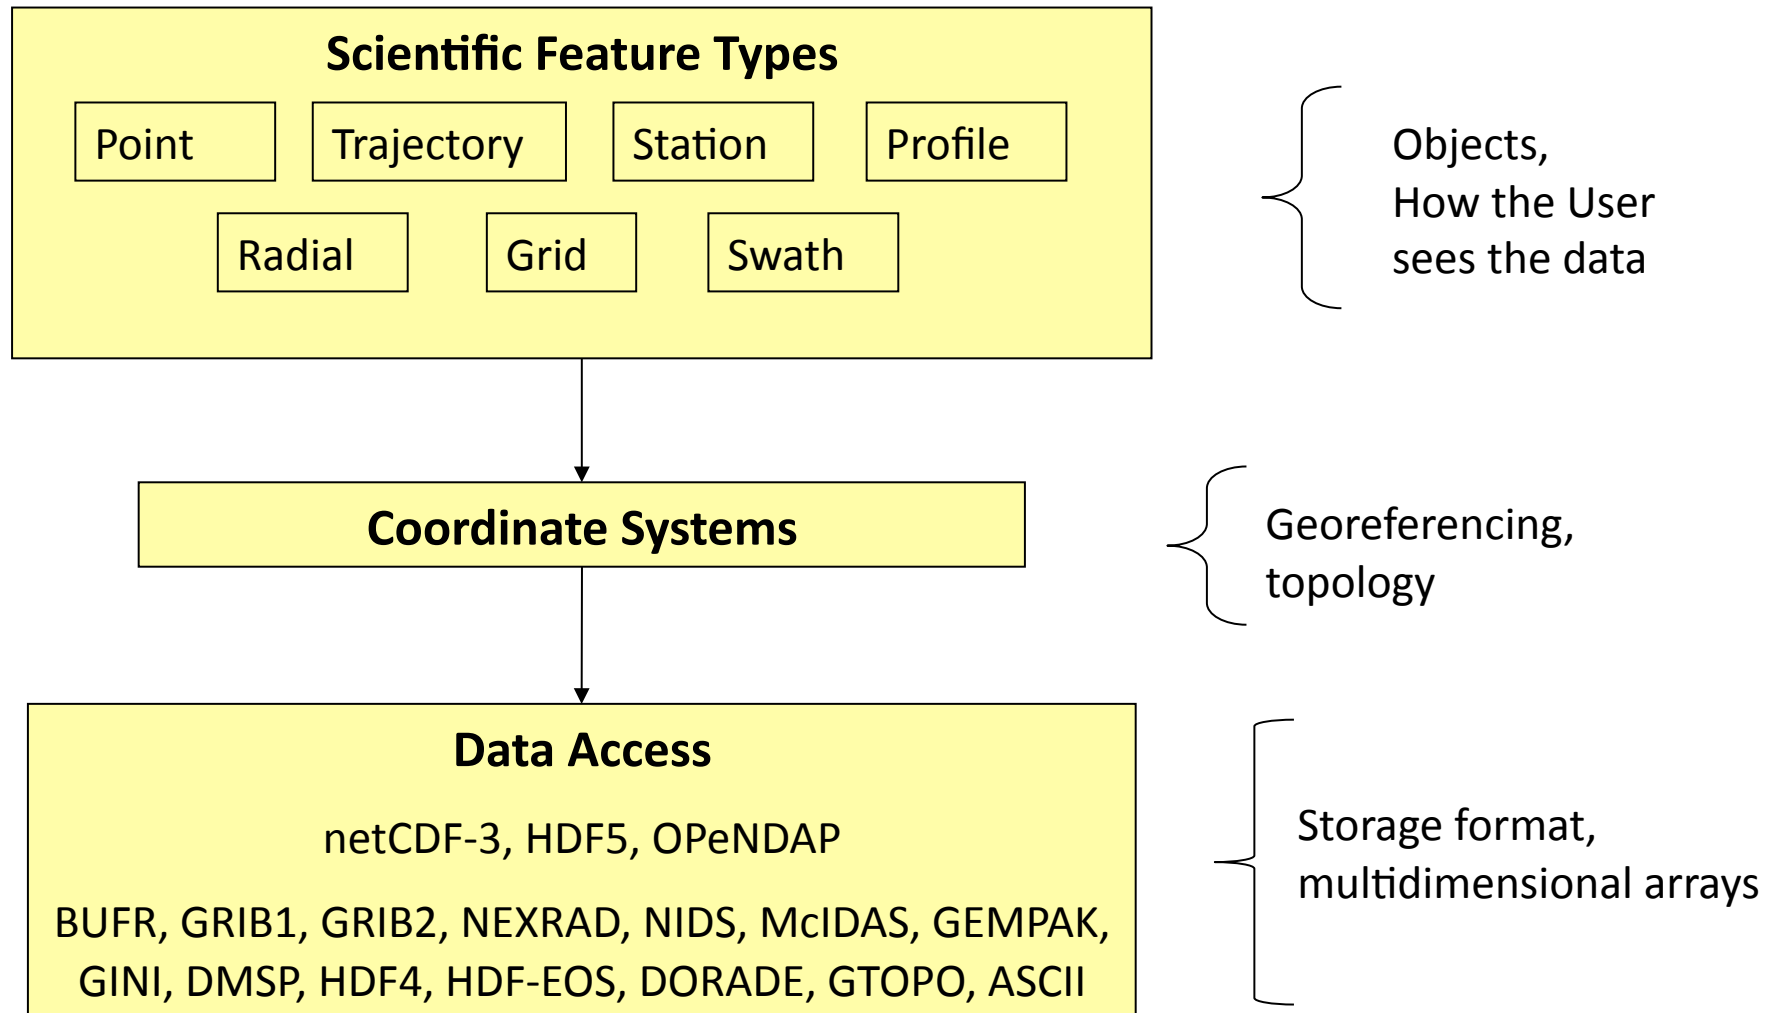 Scientific Feature Types
Point
Trajectory
Station
Profile
Radial
Grid
Swath
Objects,
How the User
sees the data
Coordinate Systems
Georeferencing,
topology
Data Access
netCDF-3, HDF5, OPeNDAP
BUFR, GRIB1, GRIB2, NEXRAD, NIDS, McIDAS, GEMPAK,
GINI, DMSP, HDF4, HDF-EOS, DORADE, GTOPO, ASCII
Storage format,
multidimensional arrays